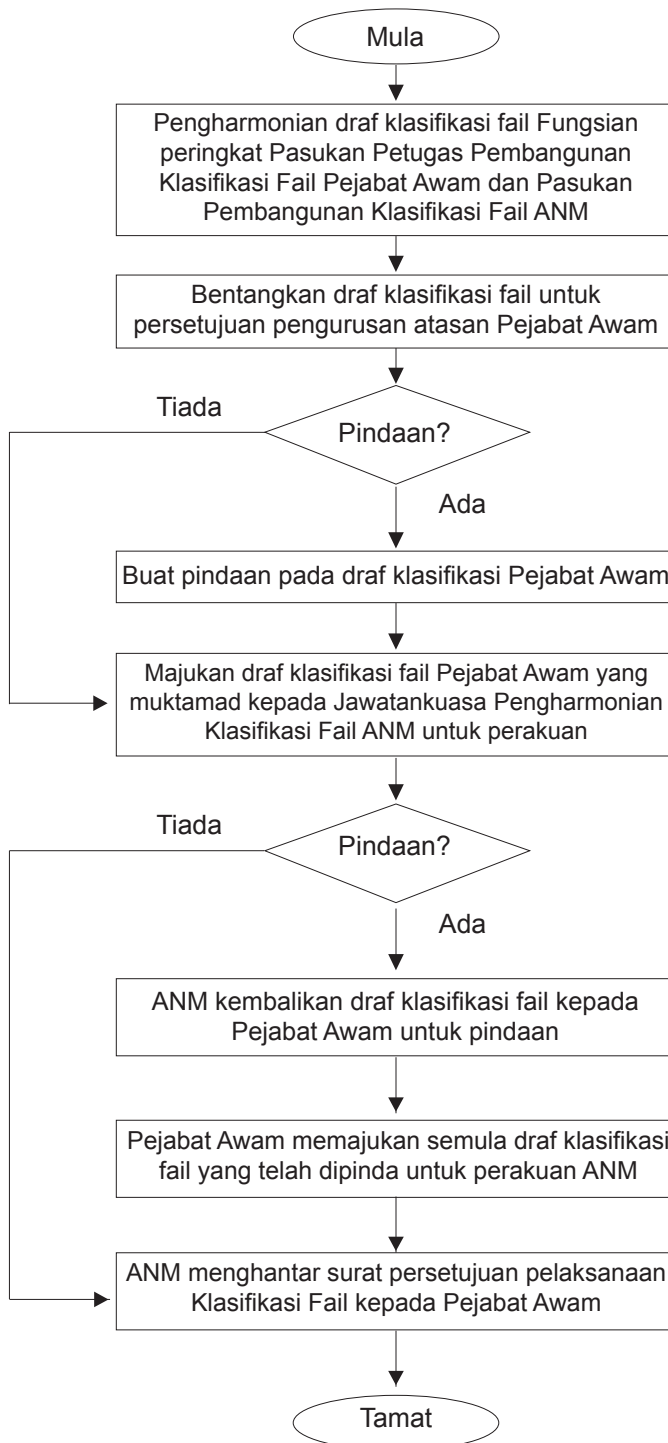 Mula
Pengharmonian draf klasifikasi fail Fungsian
peringkat Pasukan Petugas Pembangunan
Klasifikasi Fail Pejabat Awam dan Pasukan
Pembangunan Klasifikasi Fail ANM
Bentangkan draf klasifikasi fail untuk
persetujuan pengurusan atasan Pejabat Awam
Tiada
Pindaan?
Ada
Buat pindaan pada draf klasifikasi Pejabat Awam
Majukan draf klasifikasi fail Pejabat Awam yang
muktamad kepada Jawatankuasa Pengharmonian
Klasifikasi Fail ANM untuk perakuan
Tiada
Pindaan?
Ada
ANM kembalikan draf klasifikasi fail kepada
Pejabat Awam untuk pindaan
Pejabat Awam memajukan semula draf klasifikasi
fail yang telah dipinda untuk perakuan ANM
ANM menghantar surat persetujuan pelaksanaan
Klasifikasi Fail kepada Pejabat Awam
Tamat